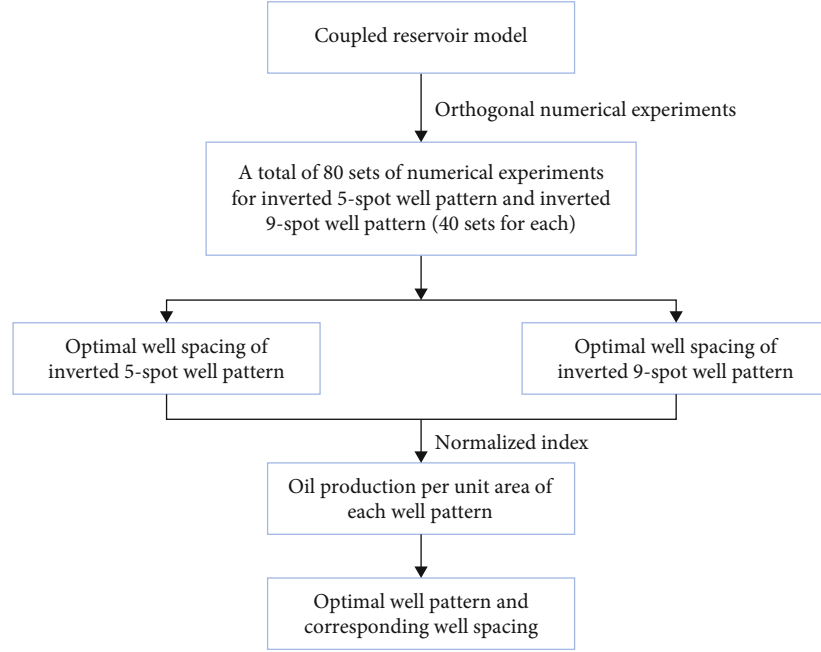 Coupled reservoir model
Orthogonal numerical experiments
A total of 80 sets of numerical experiments
for inverted 5-spot well pattern and inverted
9-spot well pattern (40 sets for each)
Optimal well spacing of
inverted 5-spot well pattern
Optimal well spacing of
inverted 9-spot well pattern
Normalized index
Oil production per unit area of
each well pattern
Optimal well pattern and
corresponding well spacing